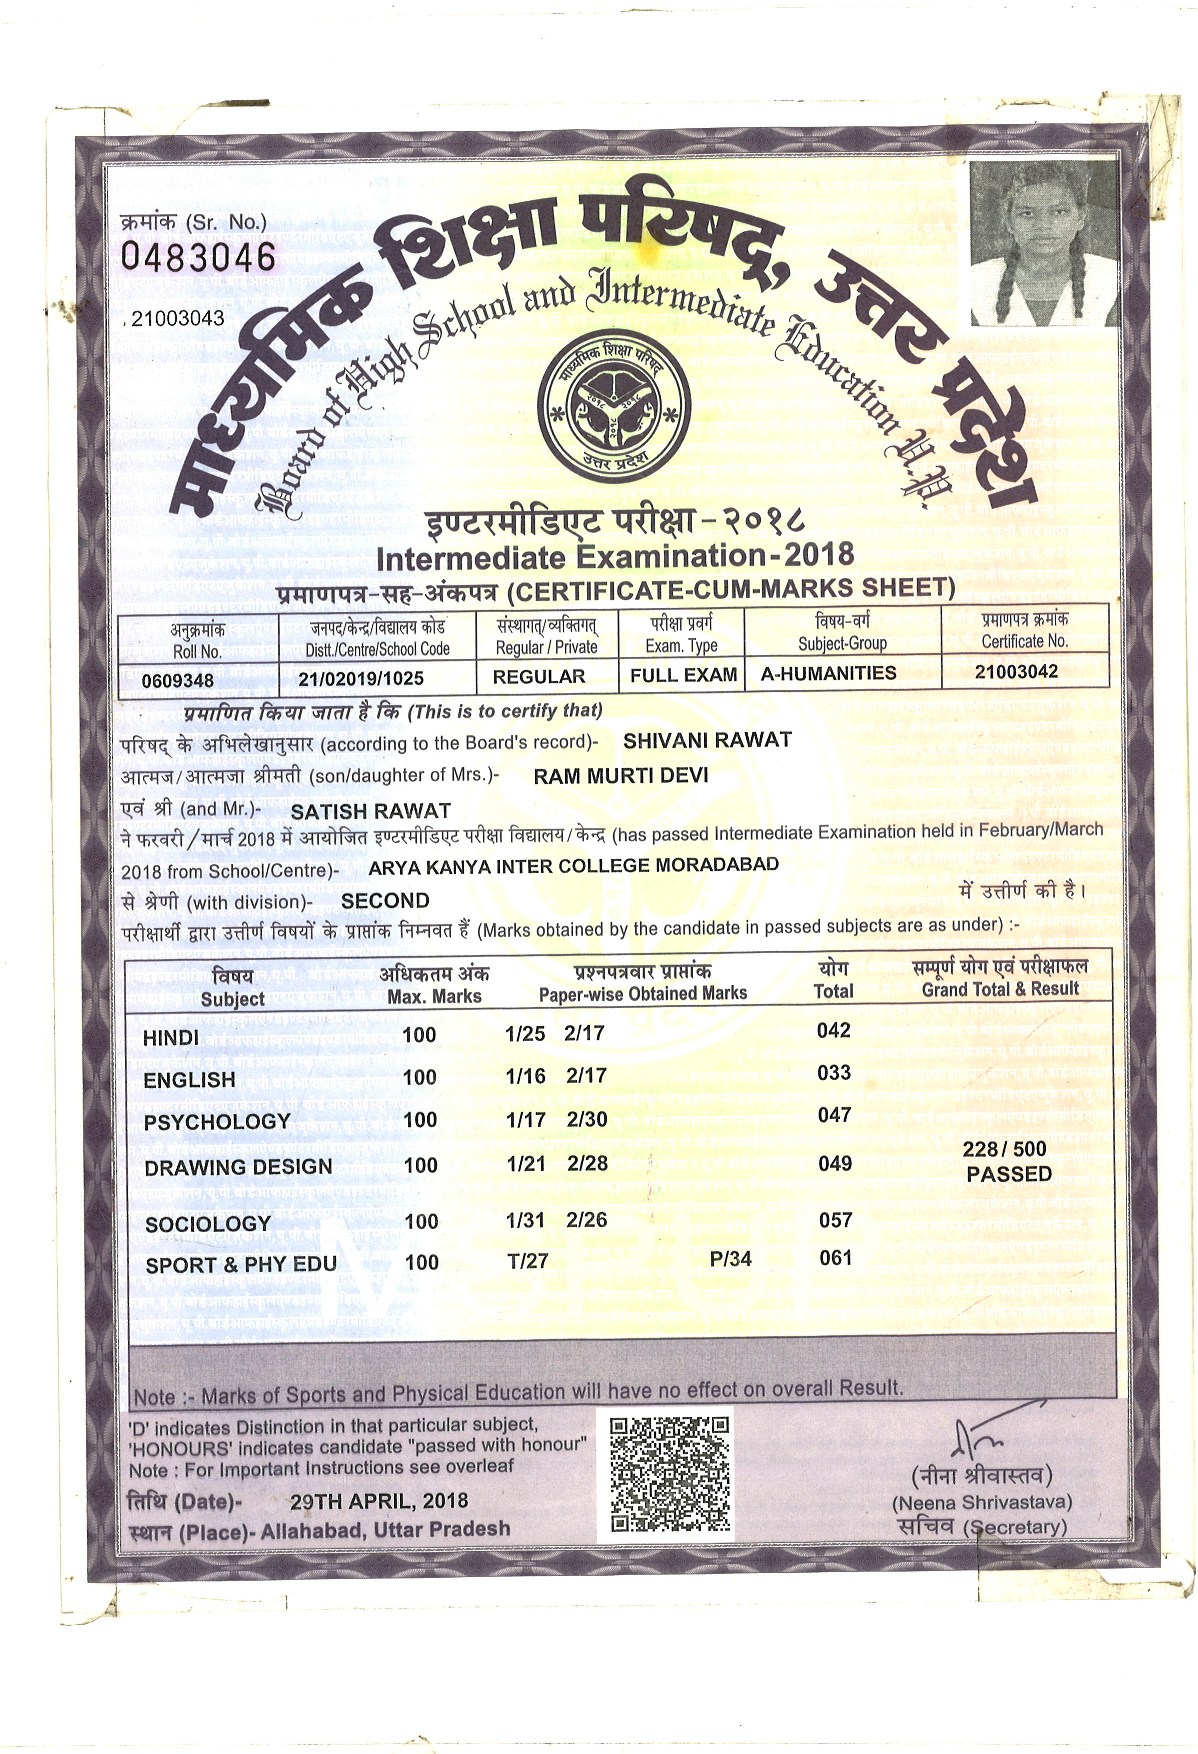 क्रमांक (Sr. No.)
0483046
21003043
माध्यमिक शिक्षा परिषद्, उत्तर प्रदेश
Board of High School and Intermediate Education U.P.
माध्यमिक शिक्षा परिषद्
२०१८ २०१८
२०१८
उत्तर प्रदेश
इण्टरमीडिएट परीक्षा - २०१८
Intermediate Examination - 2018
प्रमाणपत्र-सह-अंकपत्र (CERTIFICATE-CUM-MARKS SHEET)
अनुक्रमांक जनपद/केन्द्र/विद्यालय कोड संस्थागत्/व्यक्तिगत् परीक्षा प्रवर्ग विषय-वर्ग प्रमाणपत्र क्रमांक
Roll No. Distt./Centre/School Code Regular / Private Exam. Type Subject-Group Certificate No.
0609348 21/02019/1025 REGULAR FULL EXAM A-HUMANITIES 21003042
प्रमाणित किया जाता है कि (This is to certify that)
परिषद् के अभिलेखानुसार (according to the Board's record)- SHIVANI RAWAT
आत्मज/आत्मजा श्रीमती (son/daughter of Mrs.)- RAM MURTI DEVI
एवं श्री (and Mr.)- SATISH RAWAT
ने फरवरी/मार्च 2018 में आयोजित इण्टरमीडिएट परीक्षा विद्यालय/केन्द्र (has passed Intermediate Examination held in February/March
2018 from School/Centre)- ARYA KANYA INTER COLLEGE MORADABAD
से श्रेणी (with division)- SECOND में उत्तीर्ण की है।
परीक्षार्थी द्वारा उत्तीर्ण विषयों के प्राप्तांक निम्नवत हैं (Marks obtained by the candidate in passed subjects are as under) :-
विषय अधिकतम अंक प्रश्नपत्रवार प्राप्तांक योग सम्पूर्ण योग एवं परीक्षाफल
Subject Max. Marks Paper-wise Obtained Marks Total Grand Total & Result
HINDI 100 1/25 2/17 042
ENGLISH 100 1/16 2/17 033
PSYCHOLOGY 100 1/17 2/30 047
228 / 500
DRAWING DESIGN 100 1/21 2/28 049
PASSED
SOCIOLOGY 100 1/31 2/26 057
SPORT & PHY EDU 100 T/27 P/34 061
Note :- Marks of Sports and Physical Education will have no effect on overall Result.
'D' indicates Distinction in that particular subject,
'HONOURS' indicates candidate "passed with honour"
Note : For Important Instructions see overleaf
तिथि (Date)- 29TH APRIL, 2018
स्थान (Place)- Allahabad, Uttar Pradesh
(नीना श्रीवास्तव)
(Neena Shrivastava)
सचिव (Secretary)